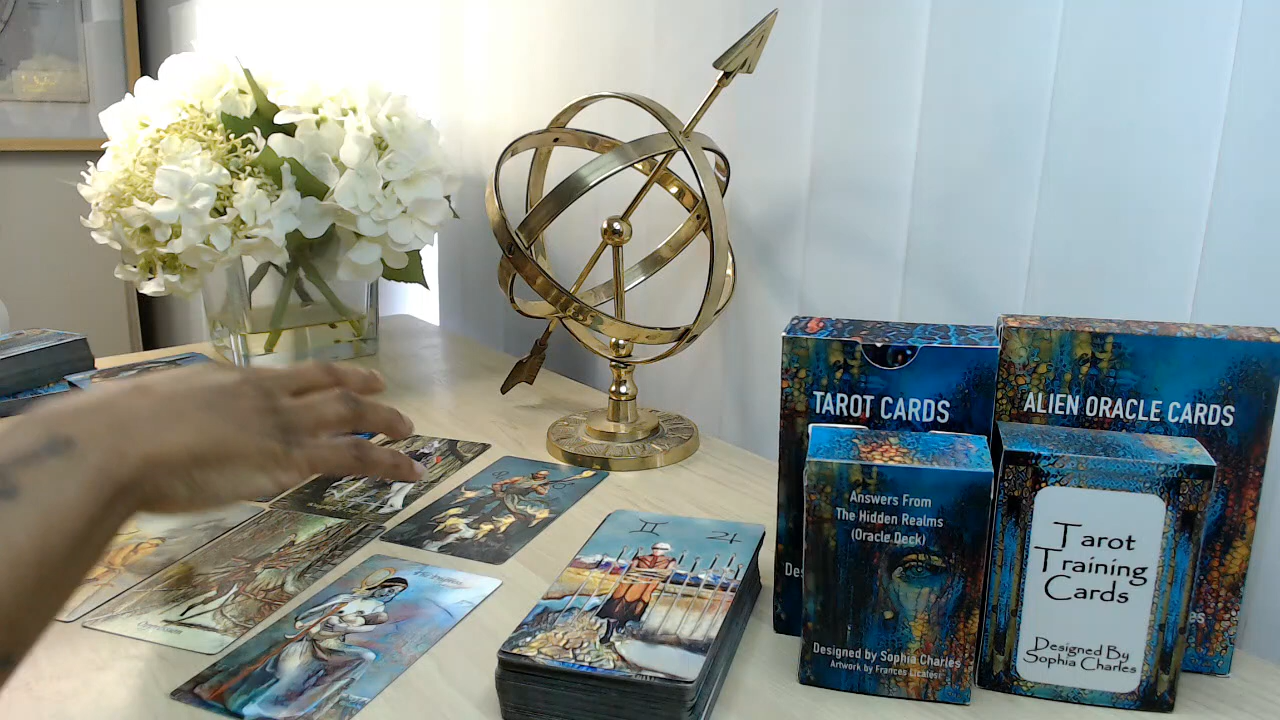 TAROT CARDS
ALIEN ORACLE CARDS
Answers From
The Hidden Realms
(Oracle Deck)
Designed By Sophia Charles
Artwork by Frances Licalesi
Tarot
Training
Cards
Designed By
Sophia Charles